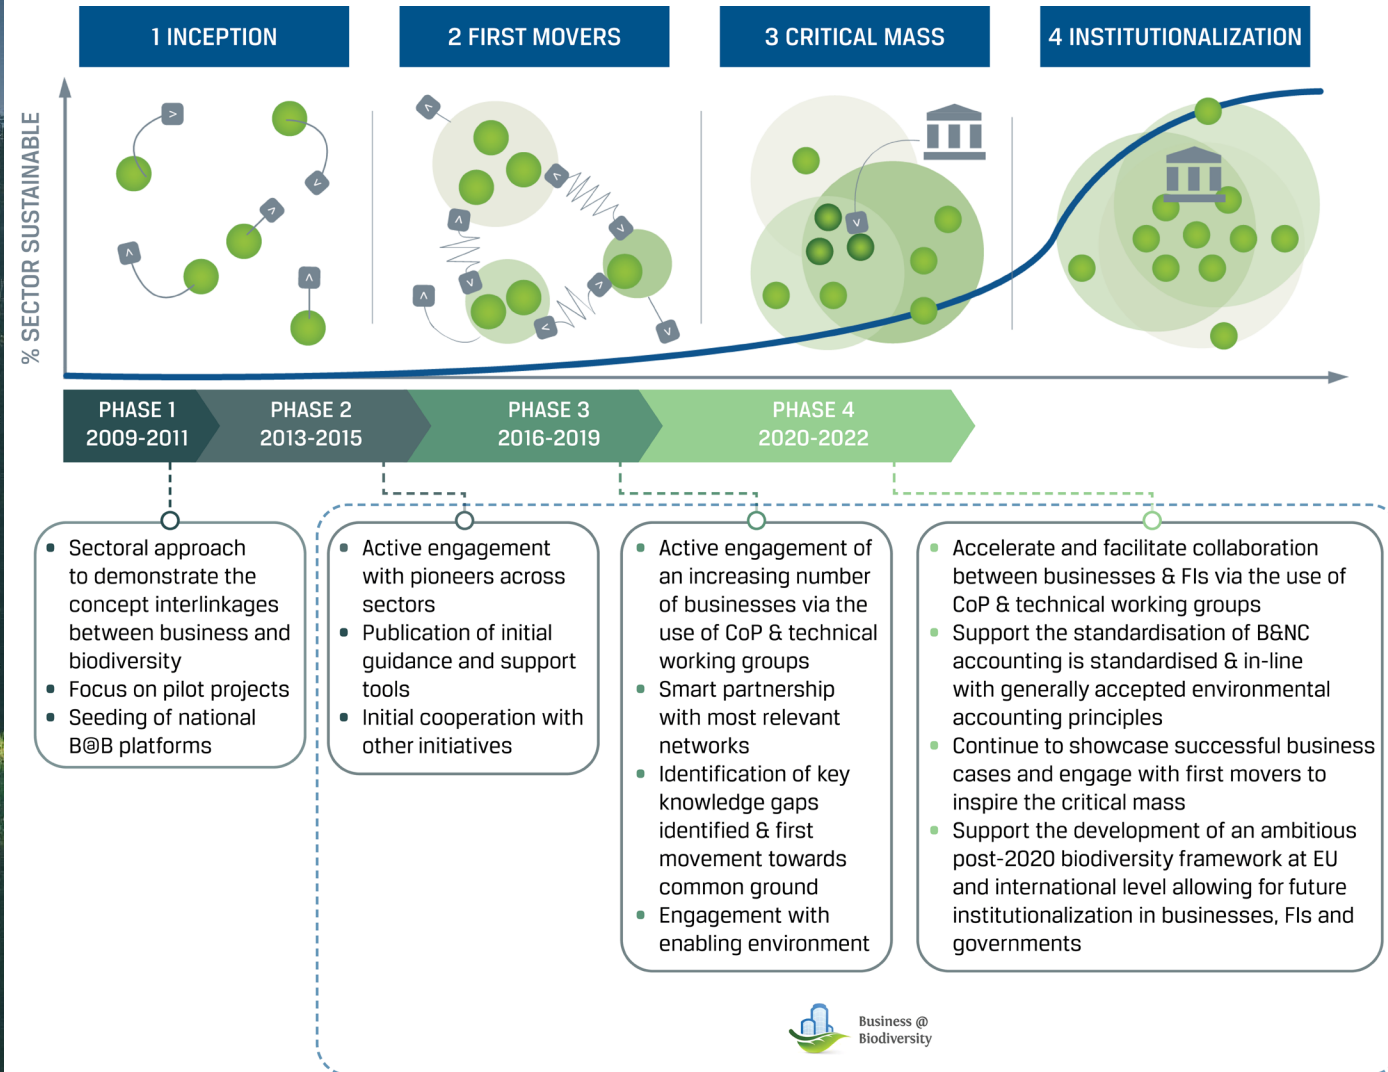 1 INCEPTION
2 FIRST MOVERS
3 CRITICAL MASS
4 INSTITUTIONALIZATION
% SECTOR SUSTAINABLE
PHASE 1
2009-2011
PHASE 2
2013-2015
PHASE 3
2016-2019
PHASE 4
2020-2022
Sectoral approach
to demonstrate the
concept interlinkages
between business and
biodiversity
Focus on pilot projects
Seeding of national
B@B platforms
Active engagement
with pioneers across
sectors
Publication of initial
guidance and support
tools
Initial cooperation with
other initiatives
Active engagement of
an increasing number
of businesses via the
use of CoP & technical
working groups
Smart partnership
with most relevant
networks
Identification of key
knowledge gaps
identified & first
movement towards
common ground
Engagement with
enabling environment
Accelerate and facilitate collaboration
between businesses & FIs via the use of
CoP & technical working groups
Support the standardisation of B&NC
accounting is standardised & in-line
with generally accepted environmental
accounting principles
Continue to showcase successful business
cases and engage with first movers to
inspire the critical mass
Support the development of an ambitious
post-2020 biodiversity framework at EU
and international level allowing for future
institutionalization in businesses, FIs and
governments
Business @
Biodiversity